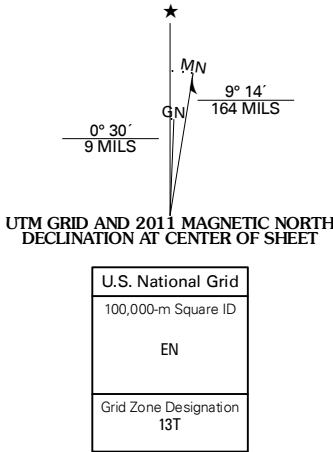 ★
MN
GN
9° 14´
164 MILS
0° 30´
9 MILS
UTM GRID AND 2011 MAGNETIC NORTH
DECLINATION AT CENTER OF SHEET
U.S. National Grid
100,000-m Square ID
EN
Grid Zone Designation
13T